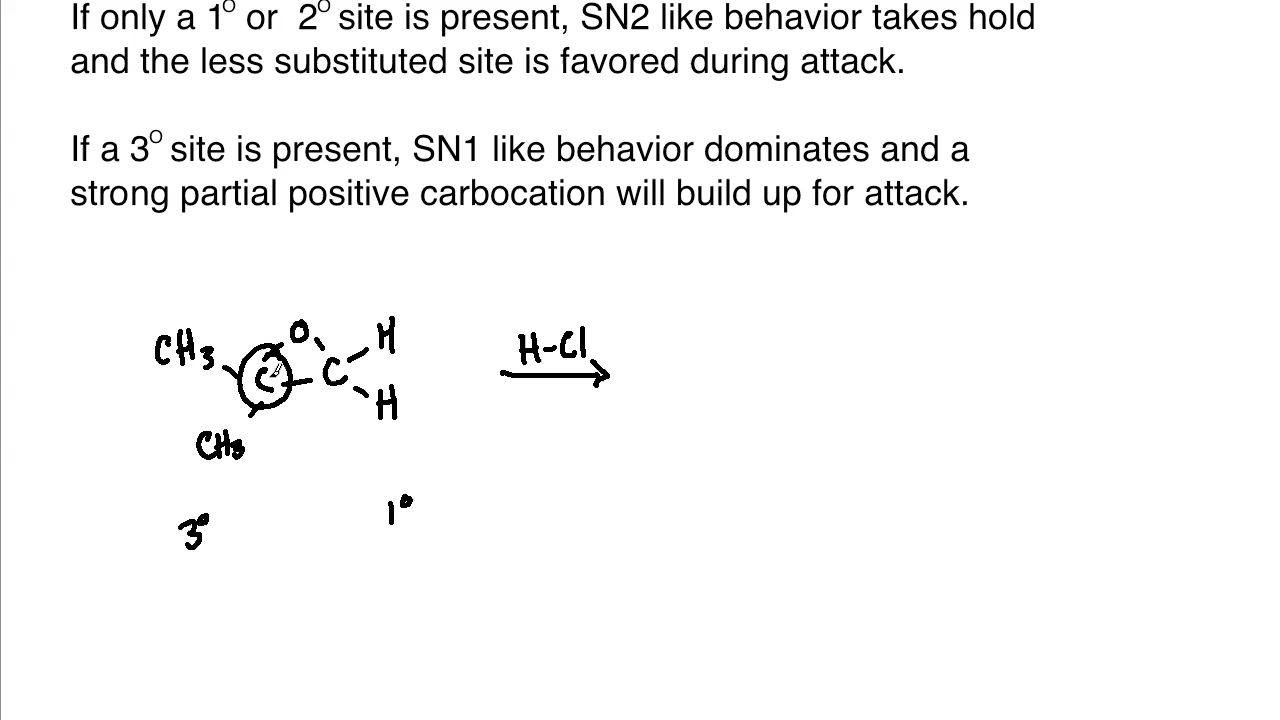 If only a 1° or 2° site is present, SN2 like behavior takes hold
and the less substituted site is favored during attack.
If a 3° site is present, SN1 like behavior dominates and a
strong partial positive carbocation will build up for attack.
CH3 O H H-Cl
C C
H
CH3
3° 1°